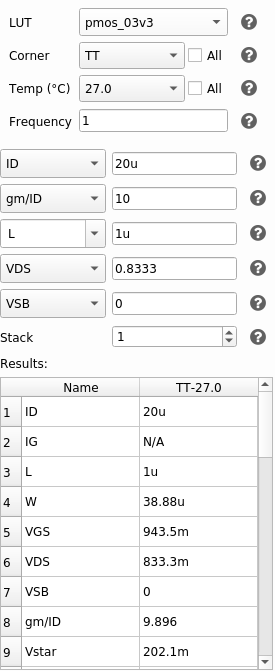 LUT pmos_03v3 ?
Corner TT All ?
Temp (°C) 27.0 All ?
Frequency 1 ?
ID 20u ?
gm/ID 10 ?
L 1u ?
VDS 0.8333 ?
VSB 0 ?
Stack 1 ?
Results:
Name TT-27.0
1 ID 20u
2 IG N/A
3 L 1u
4 W 38.88u
5 VGS 943.5m
6 VDS 833.3m
7 VSB 0
8 gm/ID 9.896
9 Vstar 202.1m